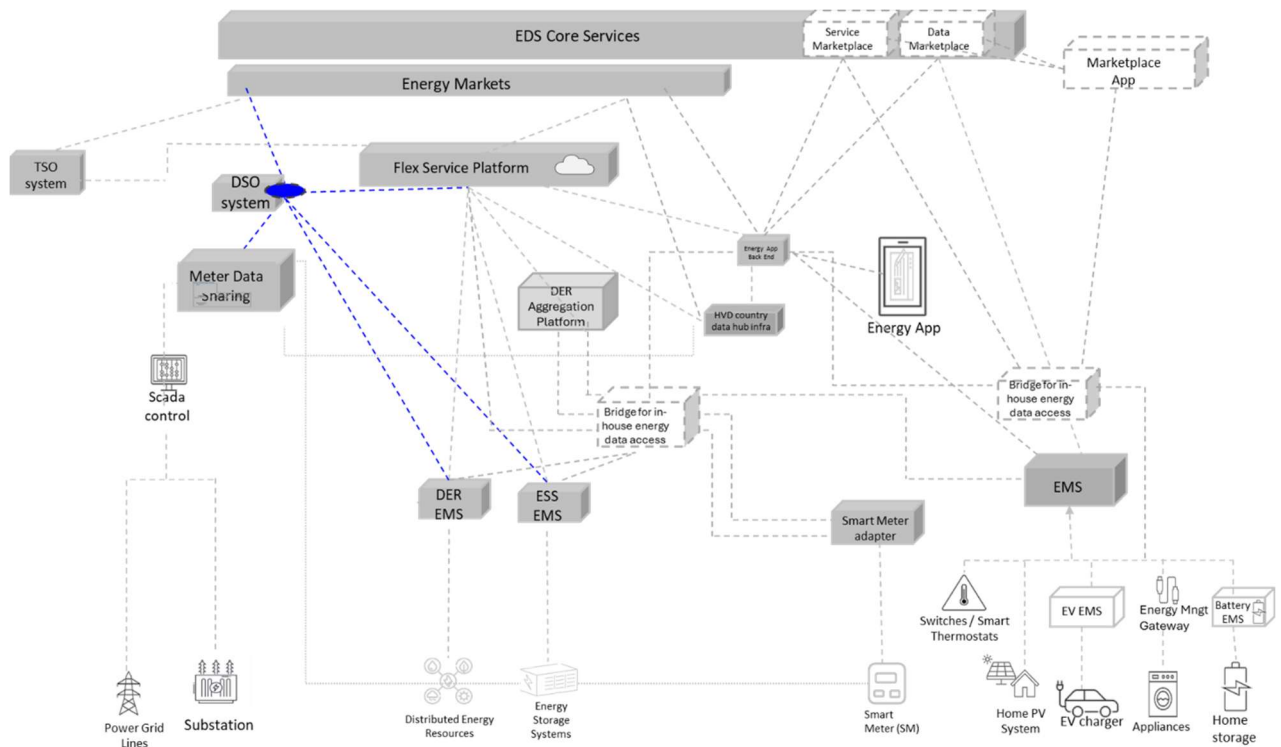 EDS Core Services
Service
Marketplace
Data
Marketplace
Marketplace
App
Energy Markets
TSO
system
Flex Service Platform
DSO
system
Energy App
Back End
Meter Data
Sharing
DER
Aggregation
Platform
HVD country
data hub infra
Energy App
Scada
control
Bridge for in-
house energy
data access
Bridge for in-
house energy
data access
DER
EMS
ESS
EMS
EMS
Smart Meter
adapter
Switches / Smart
Thermostats
EV EMS
Energy Mngt
Gateway
Battery
EMS
Power Grid
Lines
Substation
Distributed Energy
Resources
Energy
Storage
Systems
Smart
Meter (SM)
Home PV
System
EV charger
Appliances
Home
storage